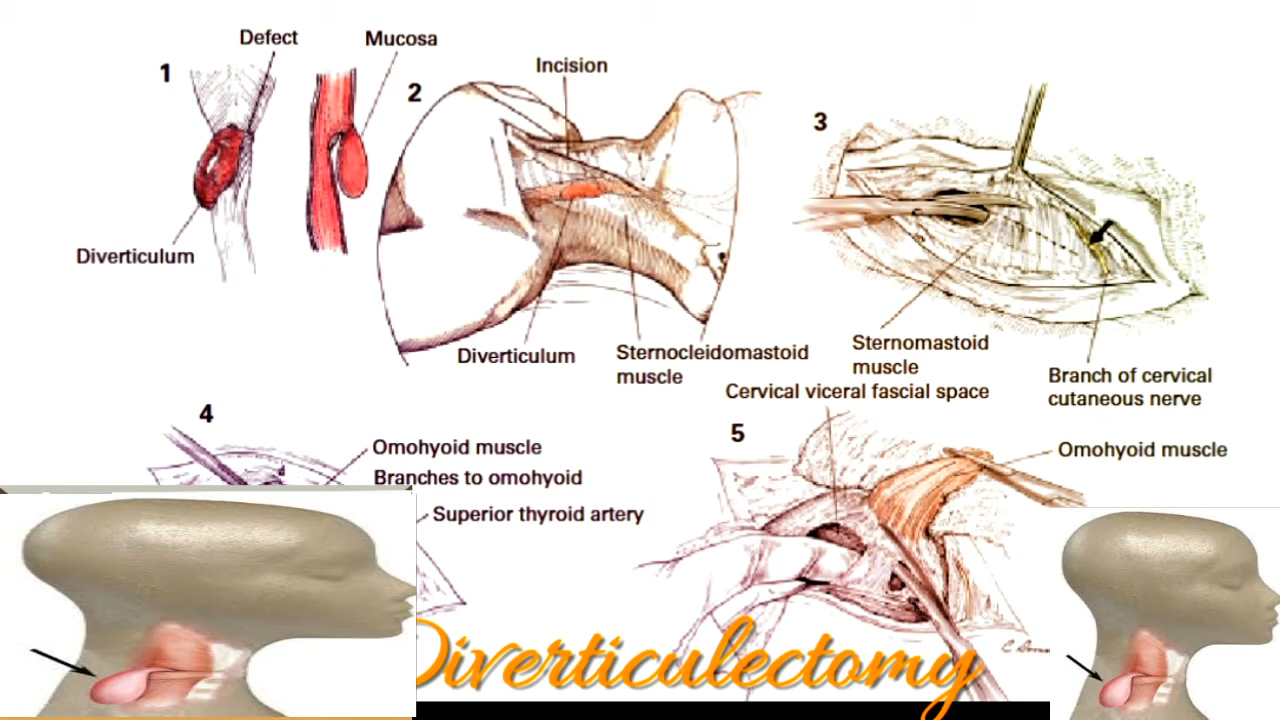 Defect
Mucosa
1
2
Incision
3
Diverticulum
Diverticulum
Sternocleidomastoid
muscle
Sternomastoid
muscle
Branch of cervical
cutaneous nerve
Cervical viceral fascial space
4
5
Omohyoid muscle
Branches to omohyoid
Superior thyroid artery
Omohyoid muscle
Diverticulectomy